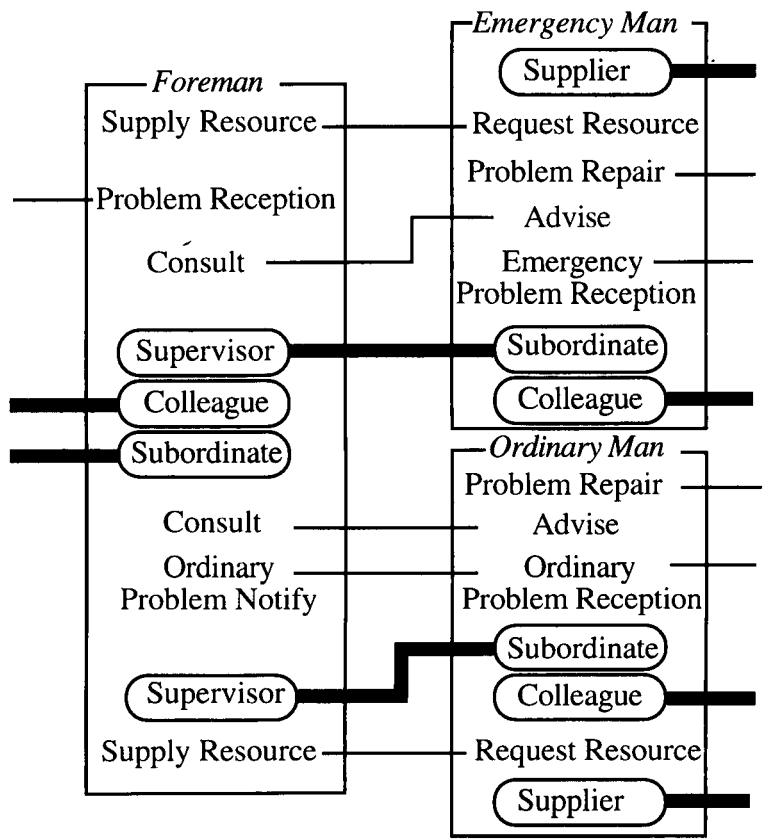 Foreman
Supply Resource
Problem Reception
Consult
Supervisor
Colleague
Subordinate
Consult
Ordinary
Problem Notify
Supervisor
Supply Resource
Emergency Man
Supplier
Request Resource
Problem Repair
Advise
Emergency
Problem Reception
Subordinate
Colleague
Ordinary Man
Problem Repair
Advise
Ordinary
Problem Reception
Subordinate
Colleague
Request Resource
Supplier